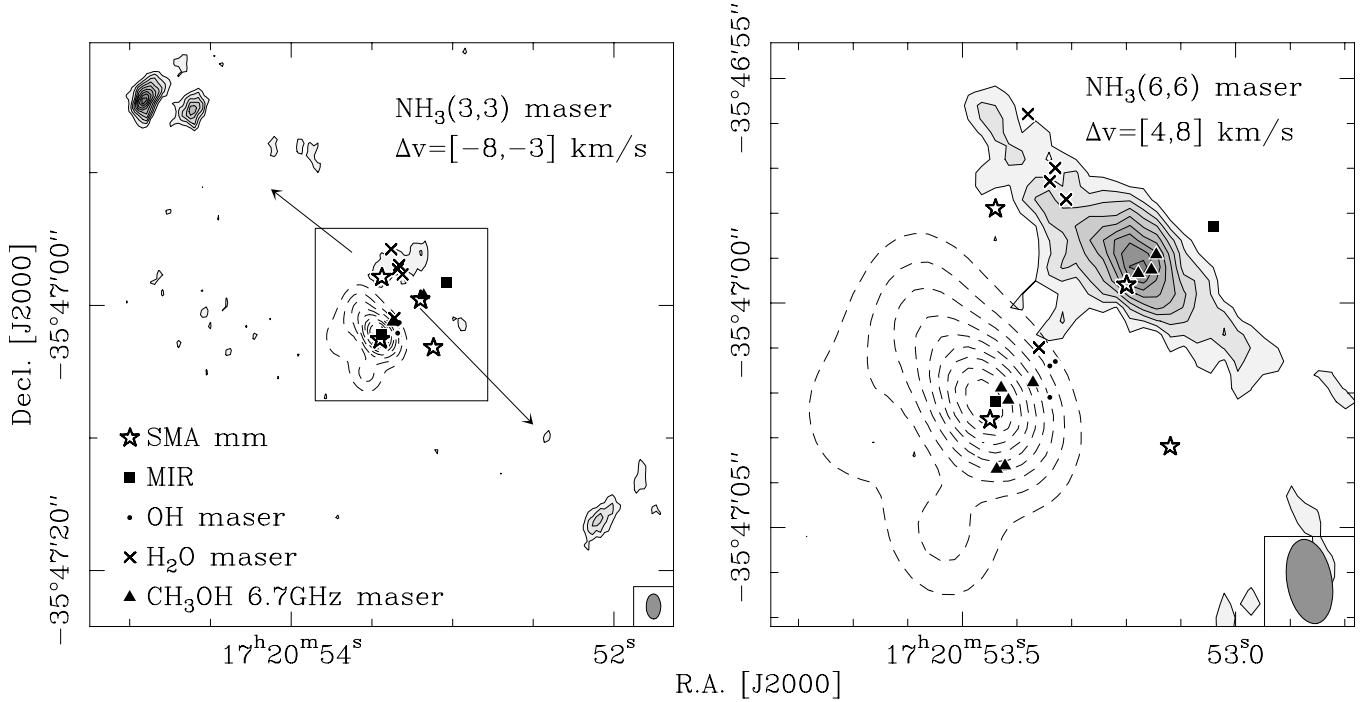 NH₃(3,3) maser
Δv=[−8,−3] km/s
Decl. [J2000]
−35°47′00″
−35°47′20″
SMA mm
MIR
OH maser
H₂O maser
CH₃OH 6.7GHz maser
17ʰ20ᵐ54ˢ
52ˢ
NH₃(6,6) maser
Δv=[4,8] km/s
−35°46′55″
−35°47′00″
−35°47′05″
17ʰ20ᵐ53.ˢ5
53.ˢ0
R.A. [J2000]